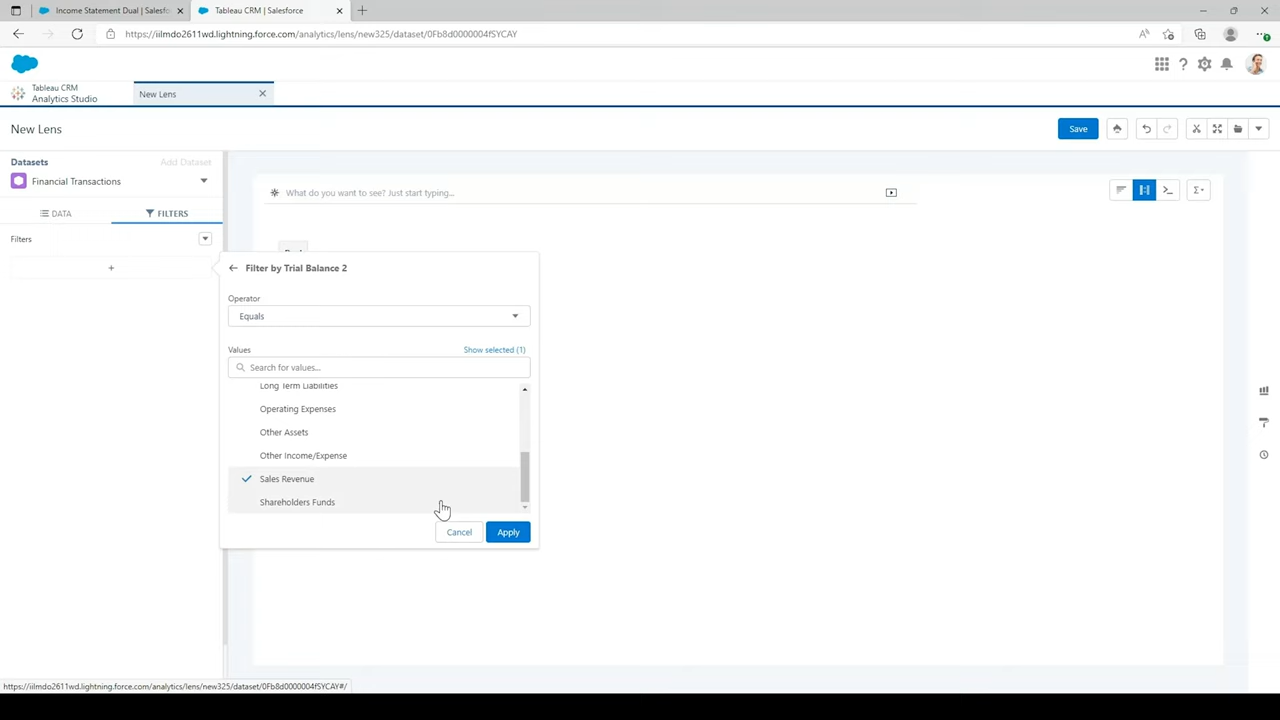 Income Statement Dual | Salesfo
Tableau CRM | Salesforce
https://iilmdo2611wd.lightning.force.com/analytics/lens/new325/dataset/0Fb8d0000004fSYCAY
Tableau CRM
Analytics Studio
New Lens
New Lens
Save
Datasets
Add Dataset
Financial Transactions
What do you want to see? Just start typing...
DATA
FILTERS
Filters
Filter by Trial Balance 2
Operator
Equals
Values
Show selected (1)
Search for values...
Long Term Liabilities
Operating Expenses
Other Assets
Other Income/Expense
Sales Revenue
Shareholders Funds
Cancel
Apply
https://iilmdo2611wd.lightning.force.com/analytics/lens/new325/dataset/0Fb8d0000004fSYCAY#/